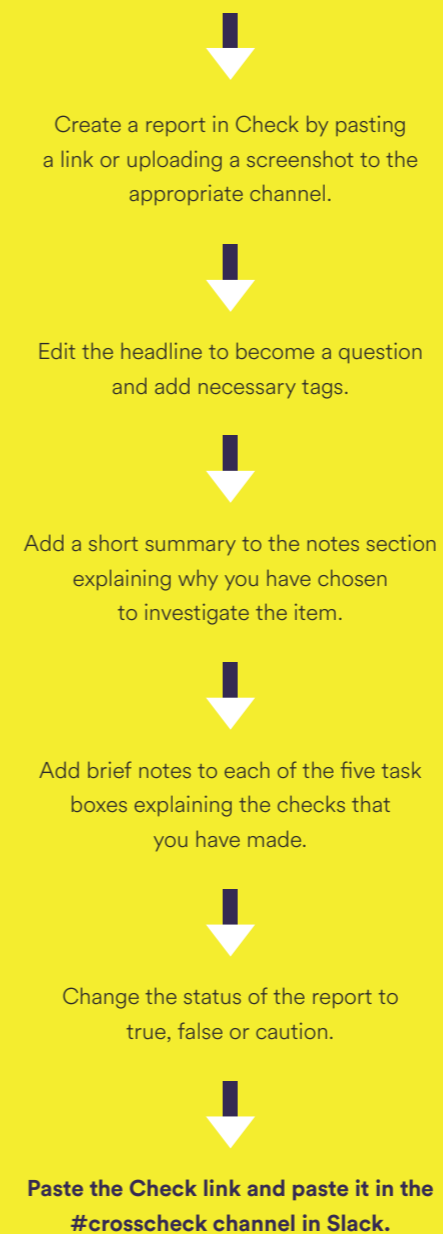 Create a report in Check by pasting
a link or uploading a screenshot to the
appropriate channel.
Edit the headline to become a question
and add necessary tags.
Add a short summary to the notes section
explaining why you have chosen
to investigate the item.
Add brief notes to each of the five task
boxes explaining the checks that
you have made.
Change the status of the report to
true, false or caution.
Paste the Check link and paste it in the
#crosscheck channel in Slack.